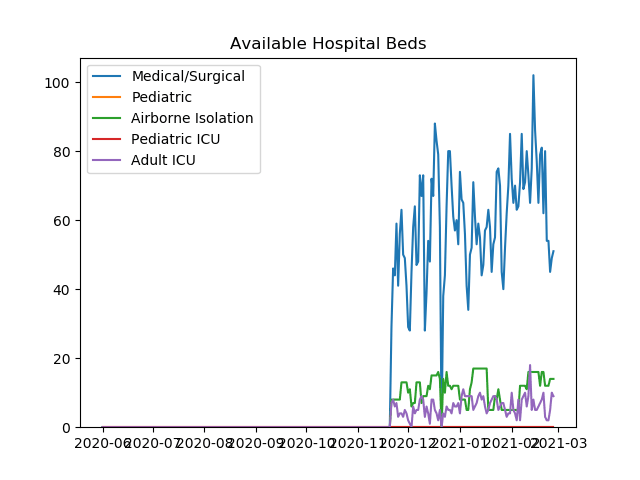 Available Hospital Beds
Medical/Surgical
Pediatric
Airborne Isolation
Pediatric ICU
Adult ICU
100
80
60
40
20
0
2020-06 2020-07 2020-08 2020-09 2020-10 2020-11 2020-12 2021-01 2021-02 2021-03